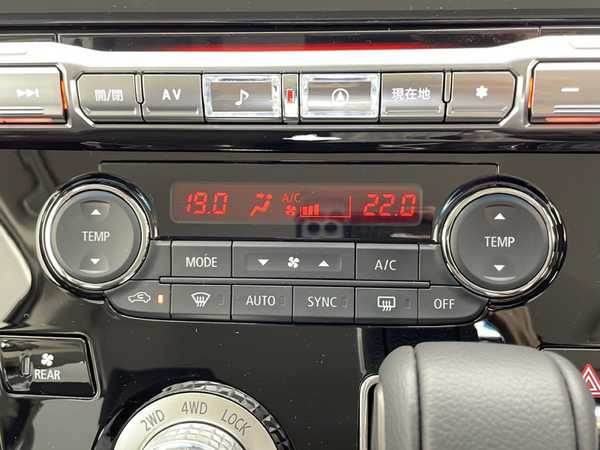 開/閉 AV 現在地
19.0 A/C 22.0
TEMP TEMP
MODE A/C
AUTO SYNC OFF
REAR
2WD 4WD LOCK